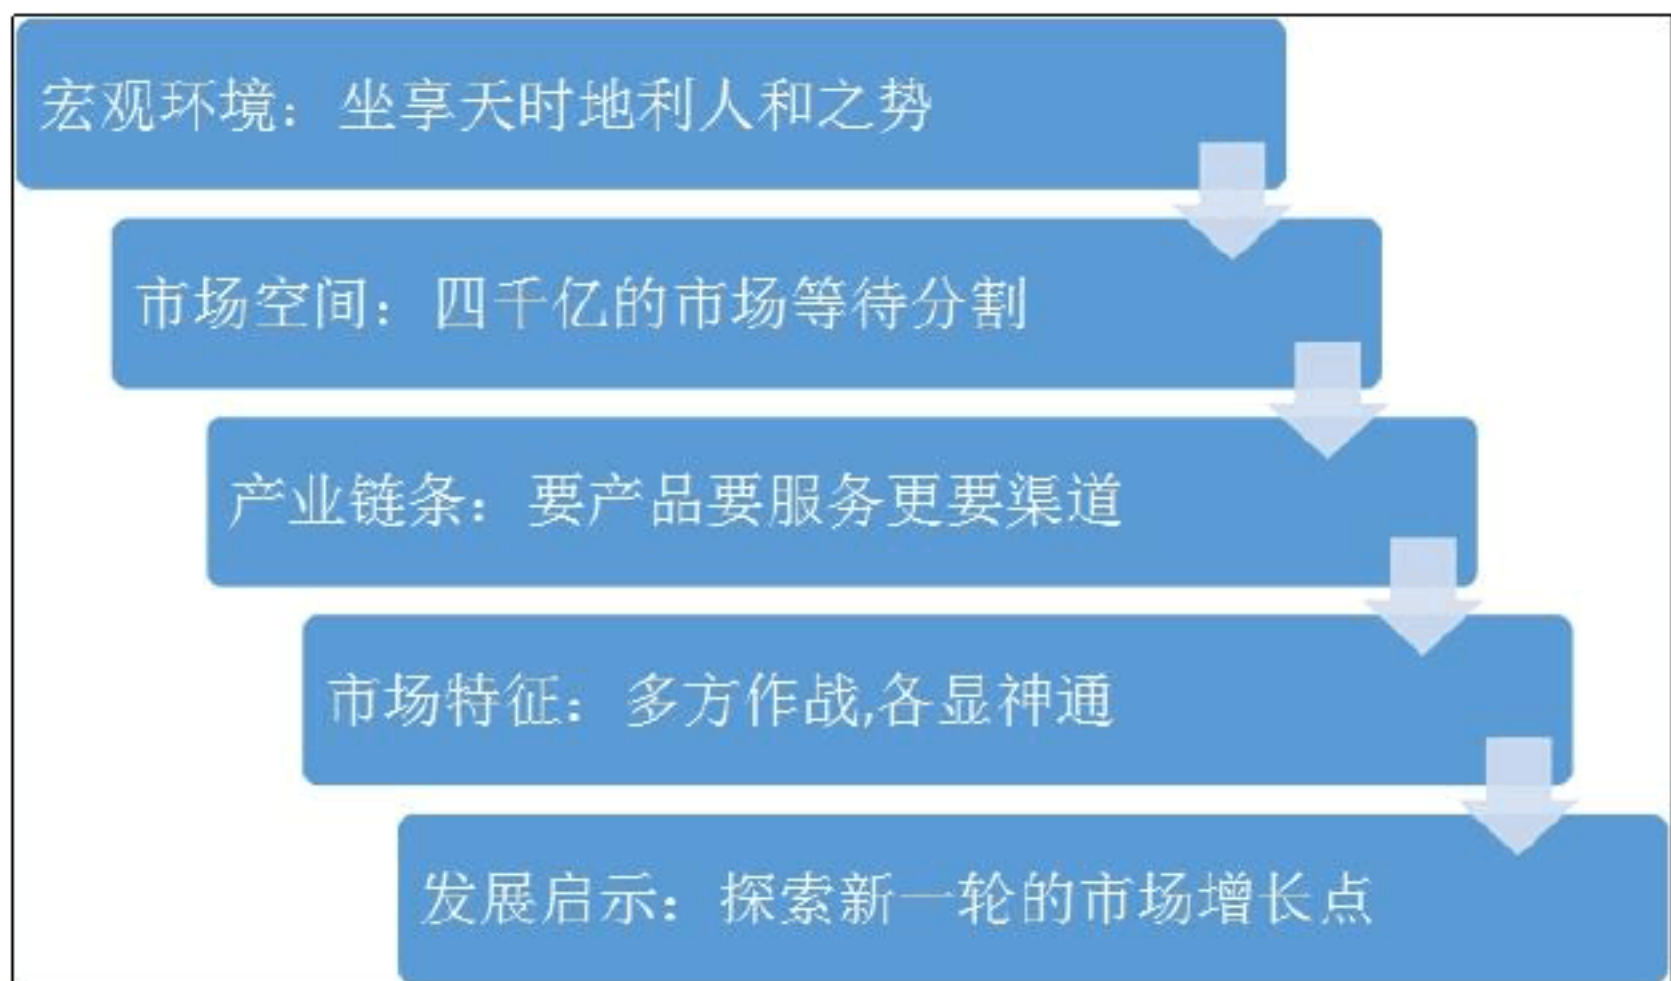 宏观环境：坐享天时地利人和之势
市场空间：四千亿的市场等待分割
产业链条：要产品要服务更要渠道
市场特征：多方作战,各显神通
发展启示：探索新一轮的市场增长点